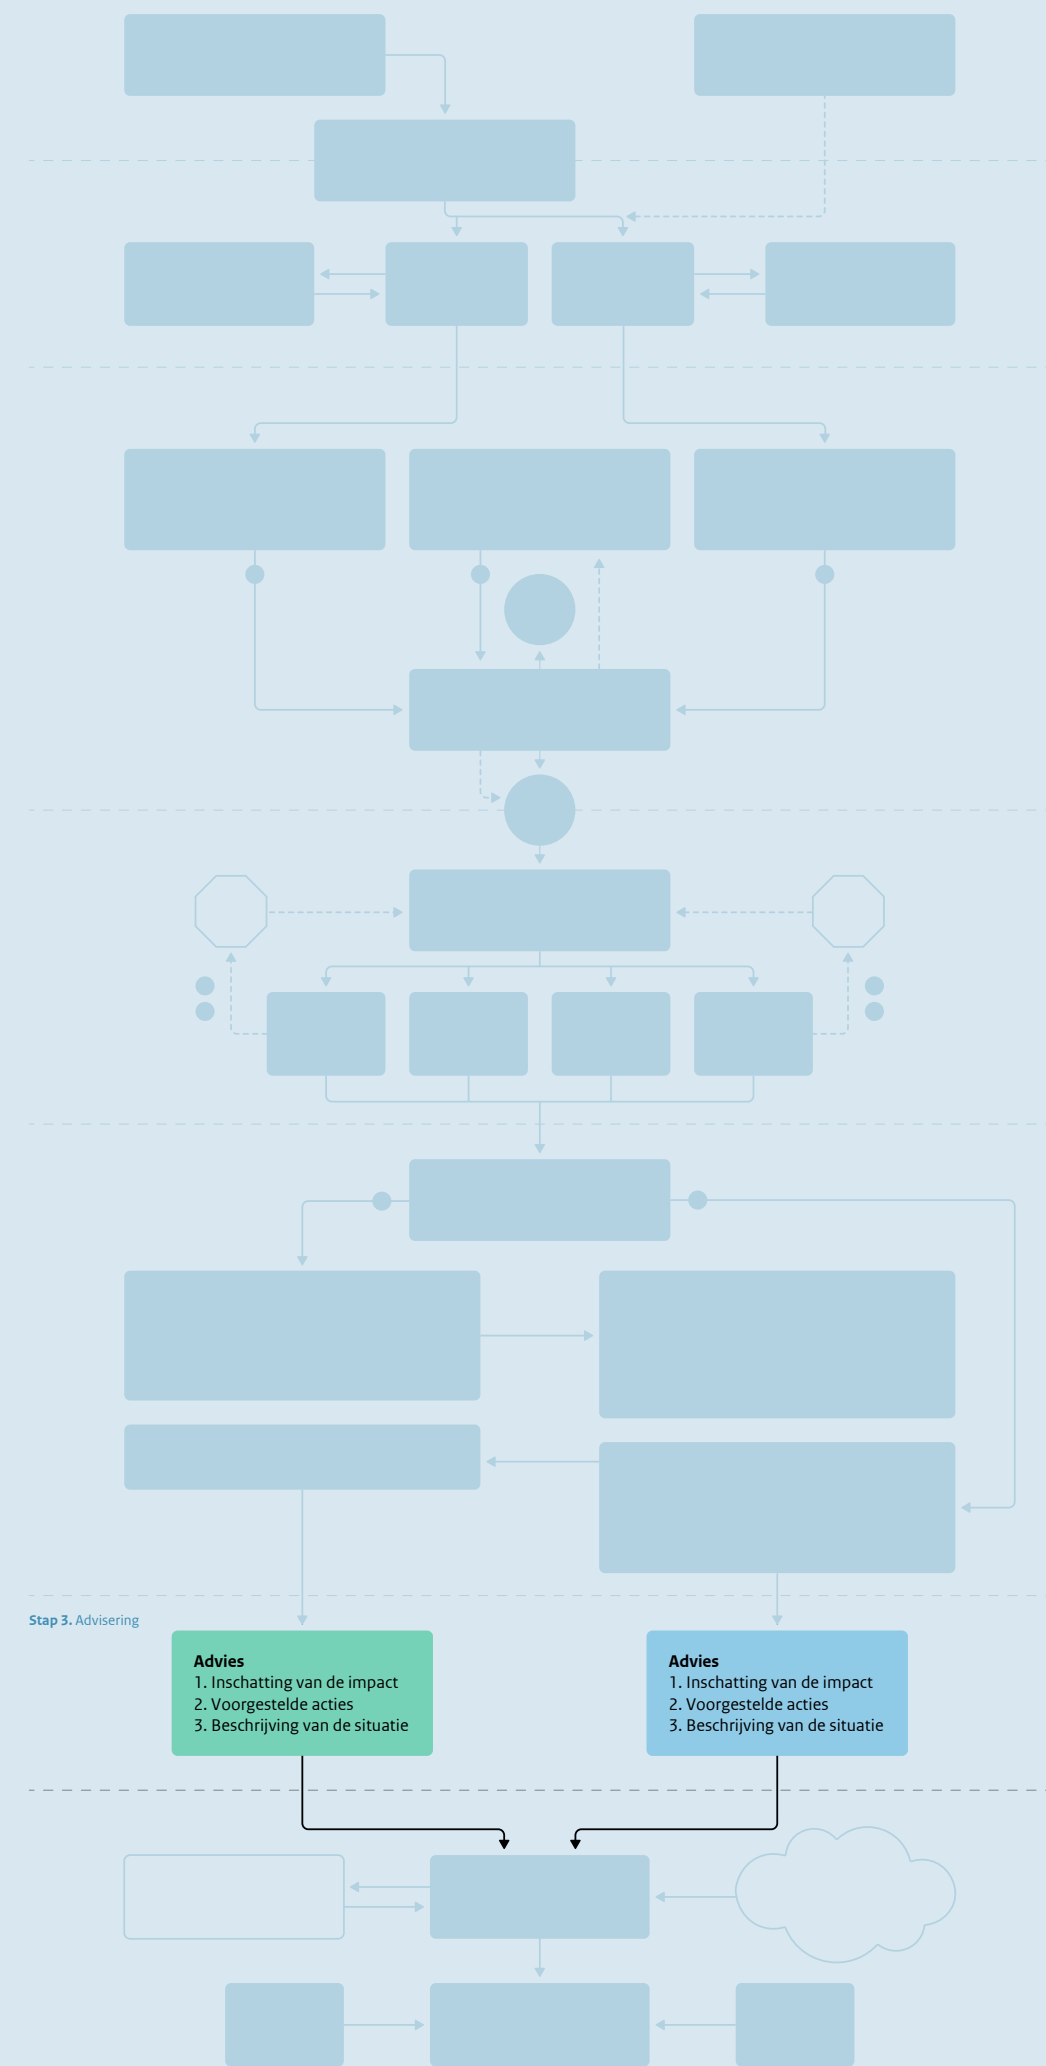 Stap 3. Advisering
Advies
1. Inschatting van de impact
2. Voorgestelde acties
3. Beschrijving van de situatie
Advies
1. Inschatting van de impact
2. Voorgestelde acties
3. Beschrijving van de situatie